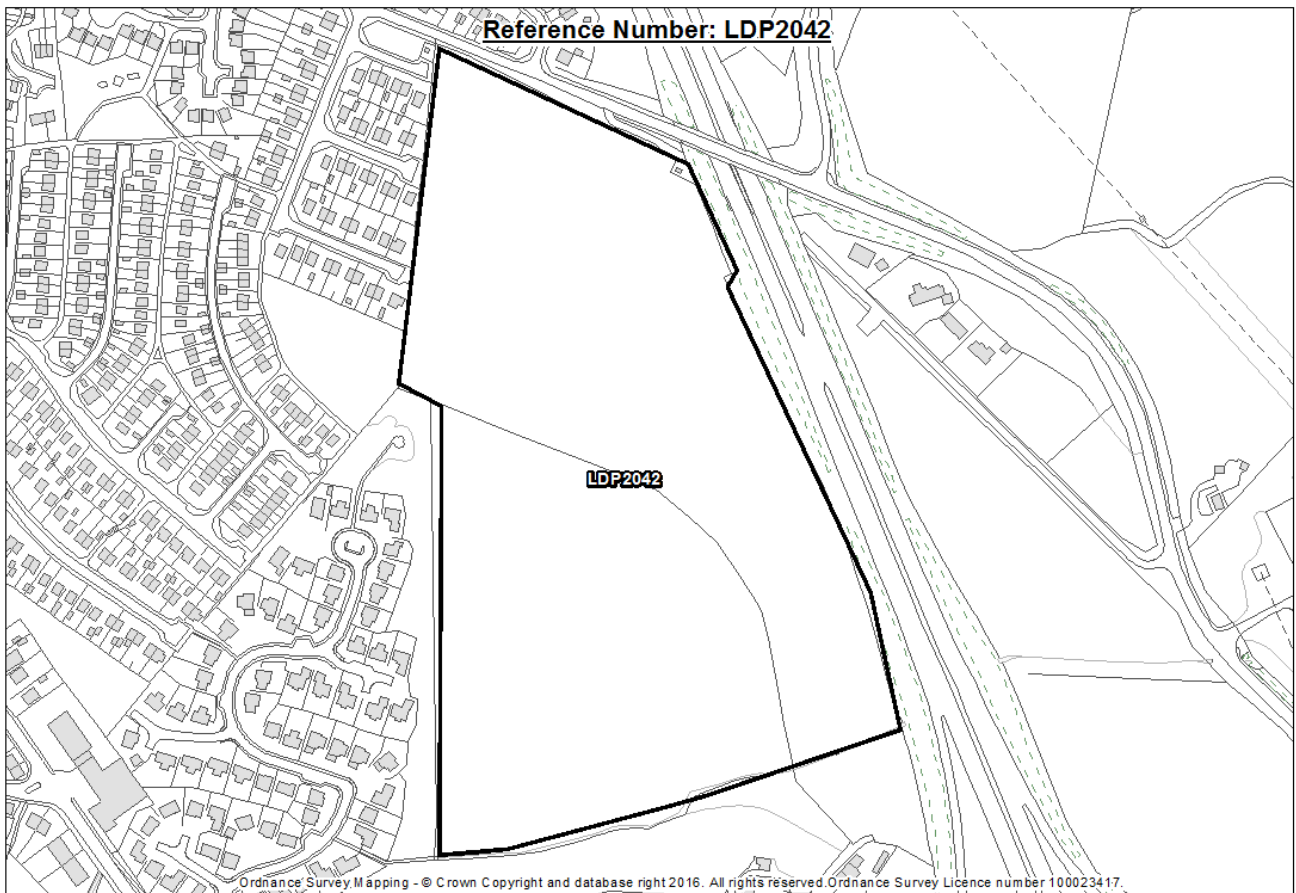 Reference Number: LDP2042
LDP2042
Ordnance Survey Mapping - © Crown Copyright and database right 2016. All rights reserved.Ordnance Survey Licence number 100023417.